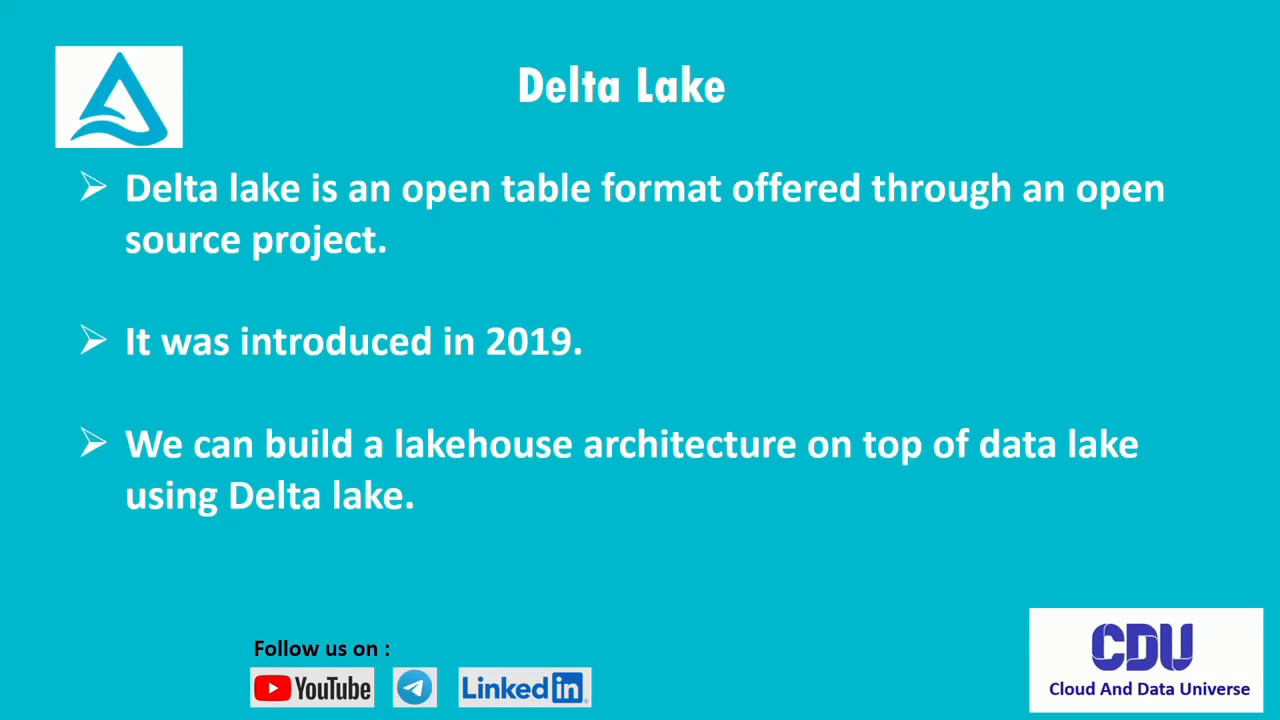 Delta Lake
Delta lake is an open table format offered through an open
source project.
It was introduced in 2019.
We can build a lakehouse architecture on top of data lake
using Delta lake.
Follow us on :
YouTube
Linked in
CDU
Cloud And Data Universe